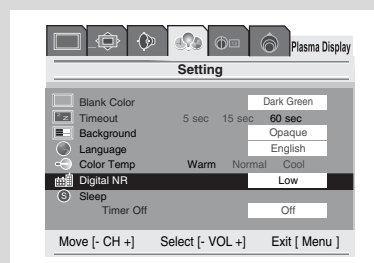 Plasma Display
Setting
Blank Color Dark Green
Timeout 5 sec 15 sec 60 sec
Background Opaque
Language English
Color Temp Warm Normal Cool
Digital NR Low
S Sleep
Timer Off Off
Move [- CH +] Select [- VOL +] Exit [ Menu ]